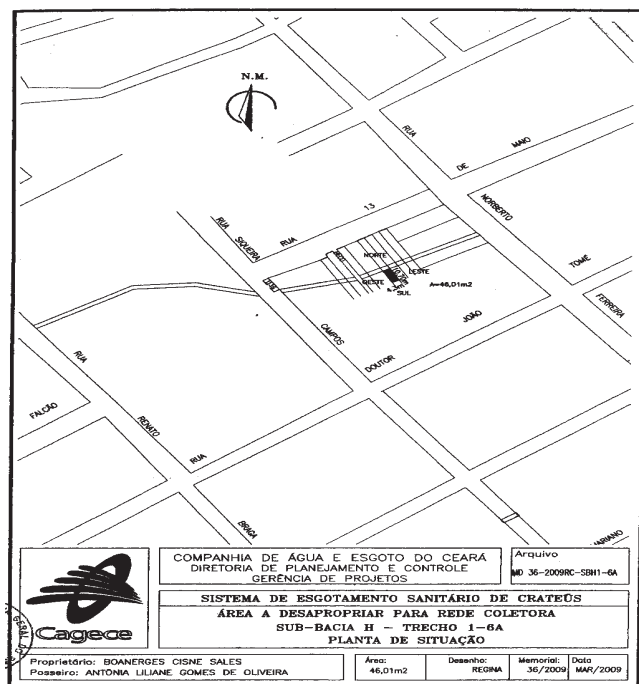 N.M.
RUA
DE
MAIO
NORBERTO
TOMÉ
FERREIRA
RUA
SIQUEIRA
RUA
13
NORTE
LESTE
OESTE
SUL
A=46,01m2
CAMPOS
DOUTOR
JOÃO
RUA
RENATO
FALCÃO
RUA
BRAGA
MARIANO
Cagece
COMPANHIA DE ÁGUA E ESGOTO DO CEARÁ
DIRETORIA DE PLANEJAMENTO E CONTROLE
GERÊNCIA DE PROJETOS
Arquivo
MD 36-2009RC-SBH1-6A
SISTEMA DE ESGOTAMENTO SANITÁRIO DE CRATEÚS
ÁREA A DESAPROPRIAR PARA REDE COLETORA
SUB-BACIA H - TRECHO 1-6A
PLANTA DE SITUAÇÃO
Proprietário: BOANERGES CISNE SALES
Posseiro: ANTÔNIA LILIANE GOMES DE OLIVEIRA
Área:
46,01m2
Desenho:
REGINA
Memorial:
36/2009
Data
MAR/2009